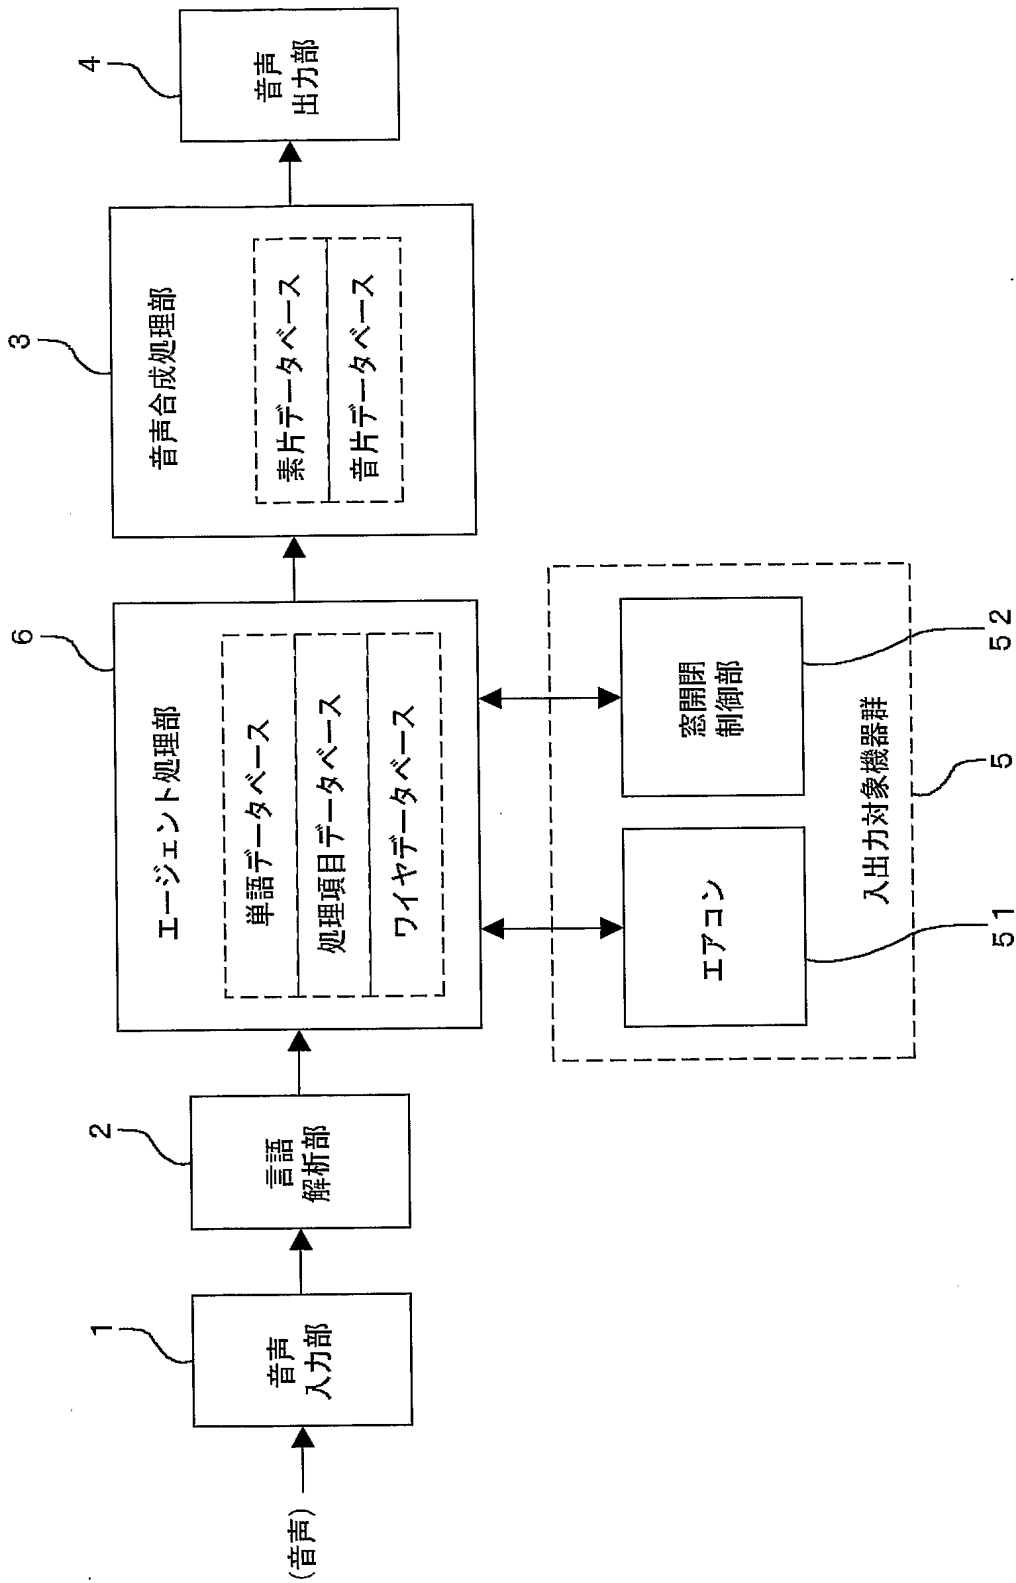 (音声)
1
音声
入力部
2
言語
解析部
6
エージェント処理部
単語データベース
処理項目データベース
ワイヤデータベース
3
音声合成処理部
素片データベース
音片データベース
4
音声
出力部
エアコン
51
窓開閉
制御部
52
入出力対象機器群
5